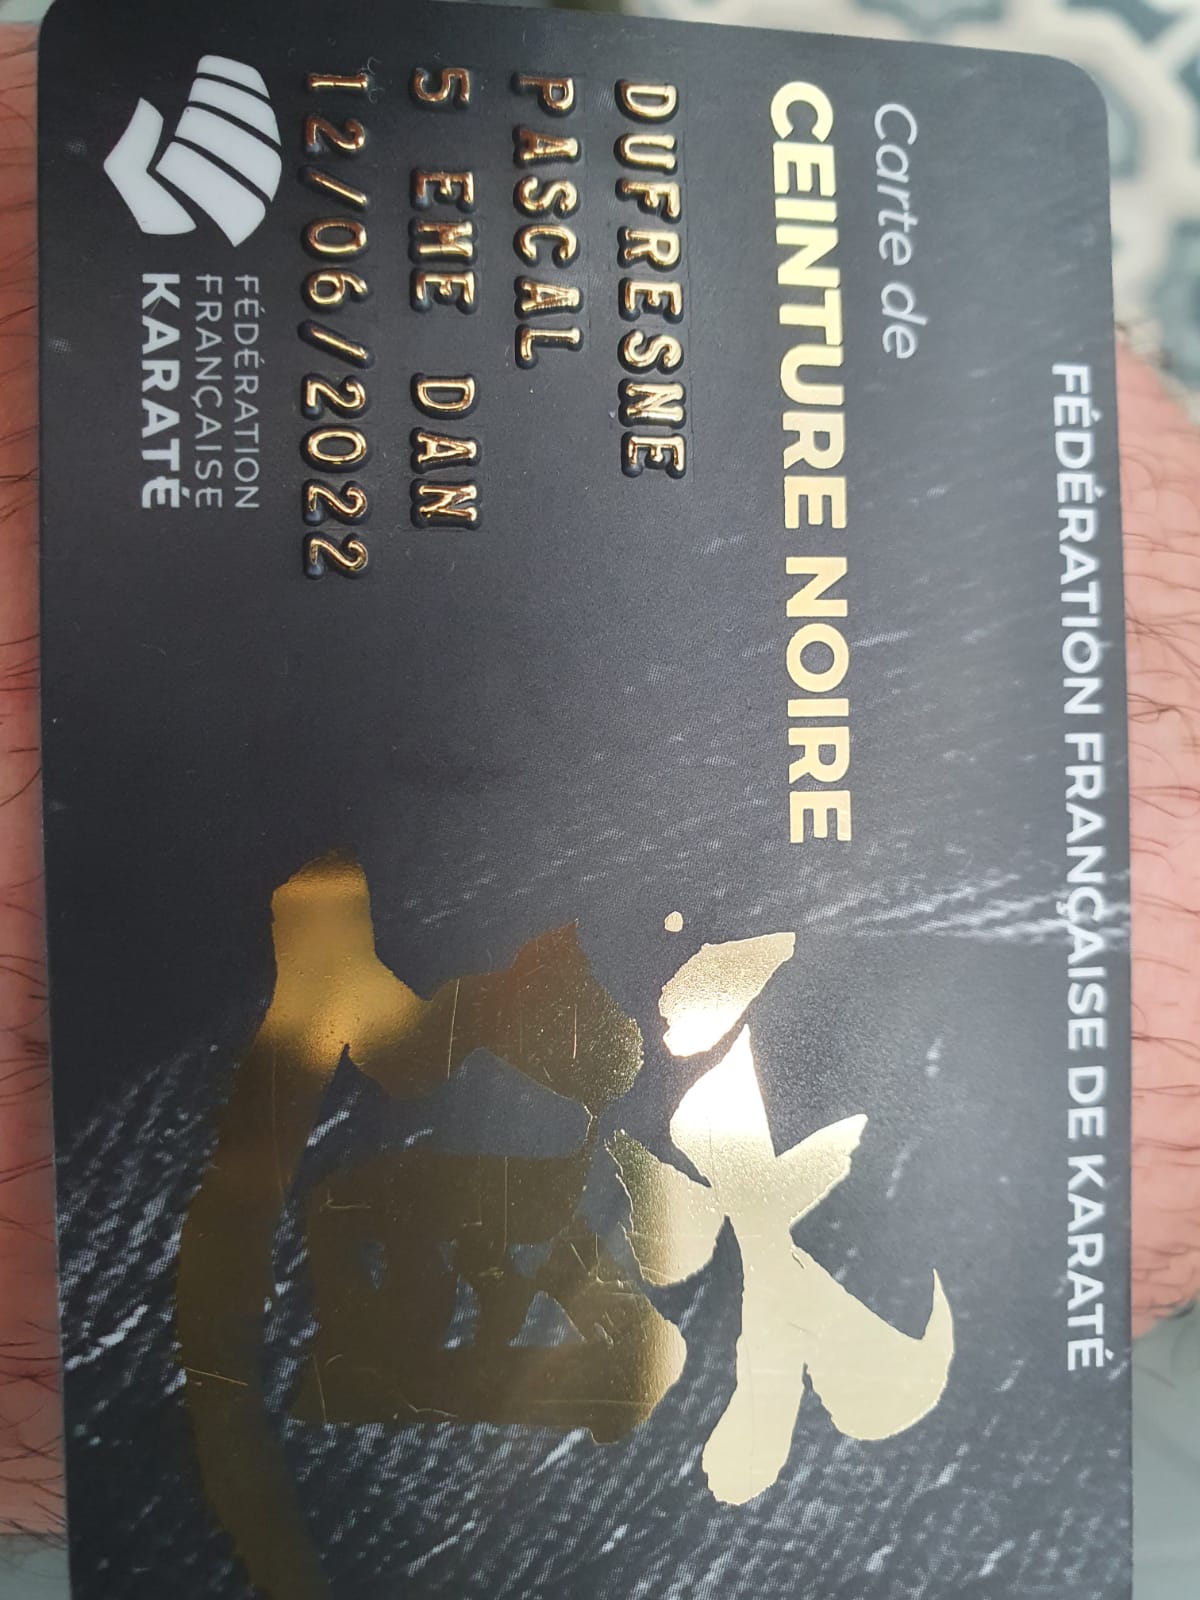 FÉDÉRATION FRANÇAISE DE KARATÉ
Carte de
CEINTURE NOIRE
DUFRESNE
PASCAL
5 EME DAN
12/06/2022
FÉDÉRATION
FRANÇAISE
KARATÉ